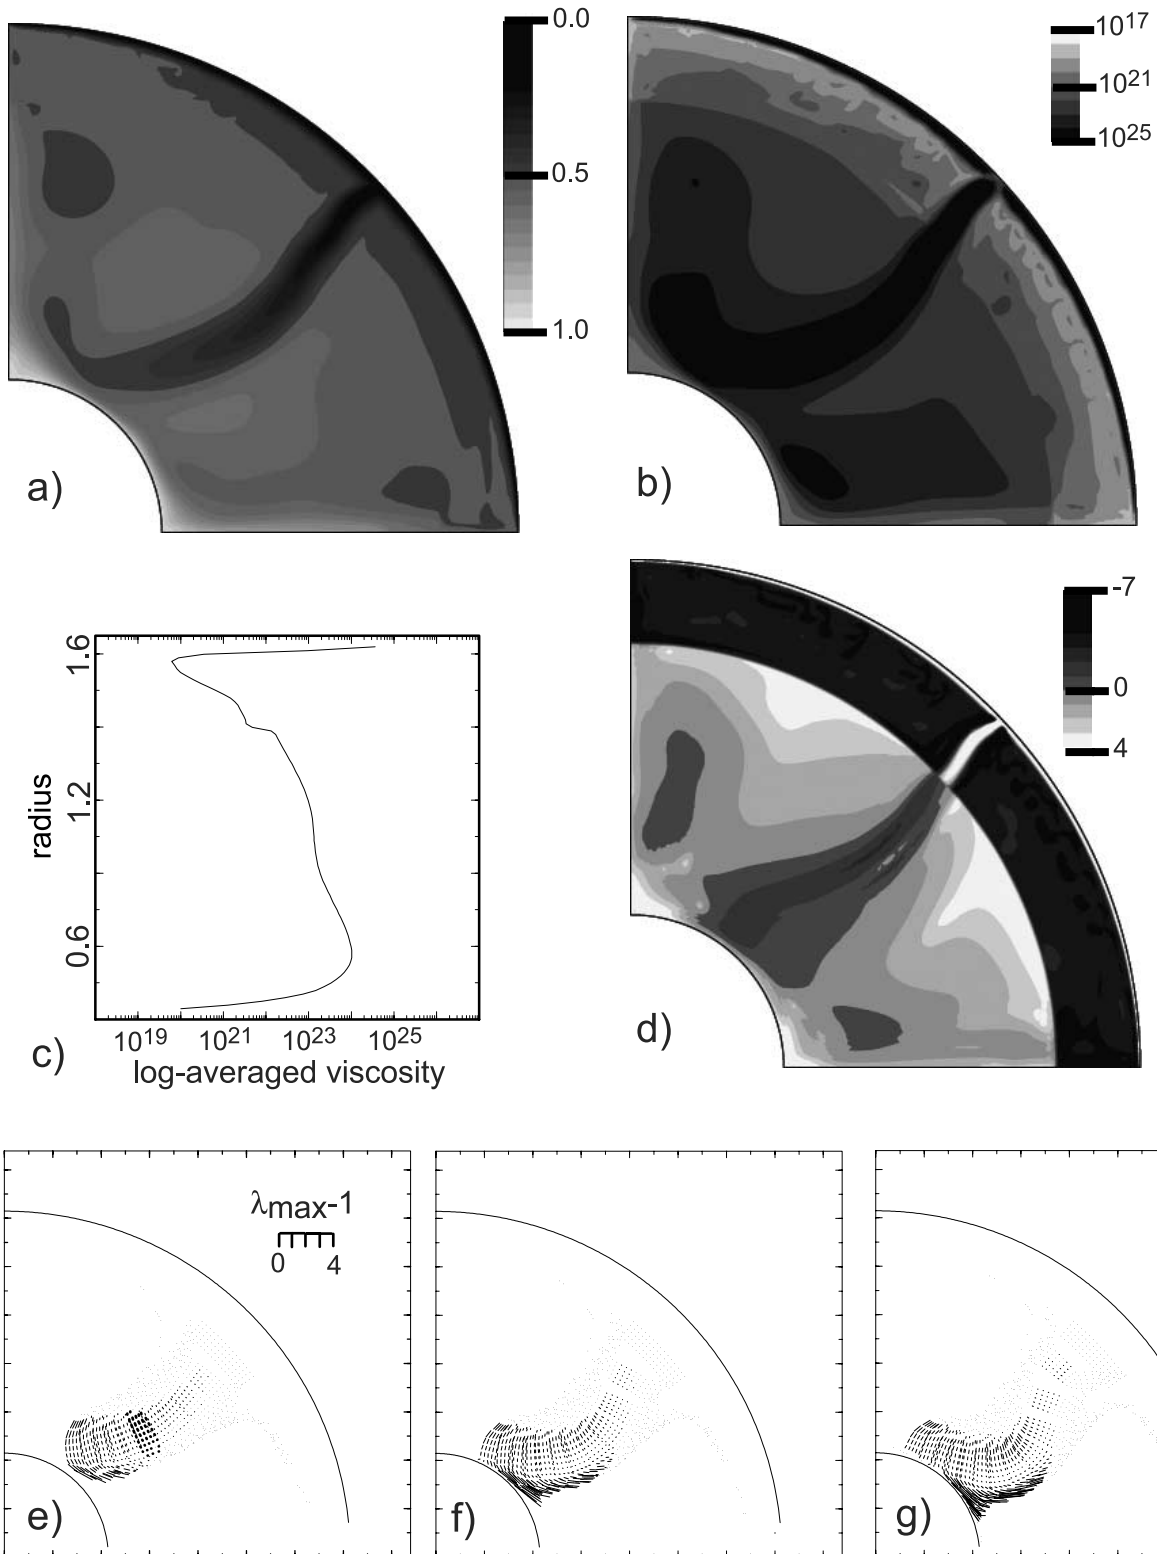 0.0
0.5
1.0
a)
10^17
10^21
10^25
b)
1.6
1.2
0.6
radius
10^19 10^21 10^23 10^25
log-averaged viscosity
c)
-7
0
4
d)
λmax-1
0 4
e)
f)
g)